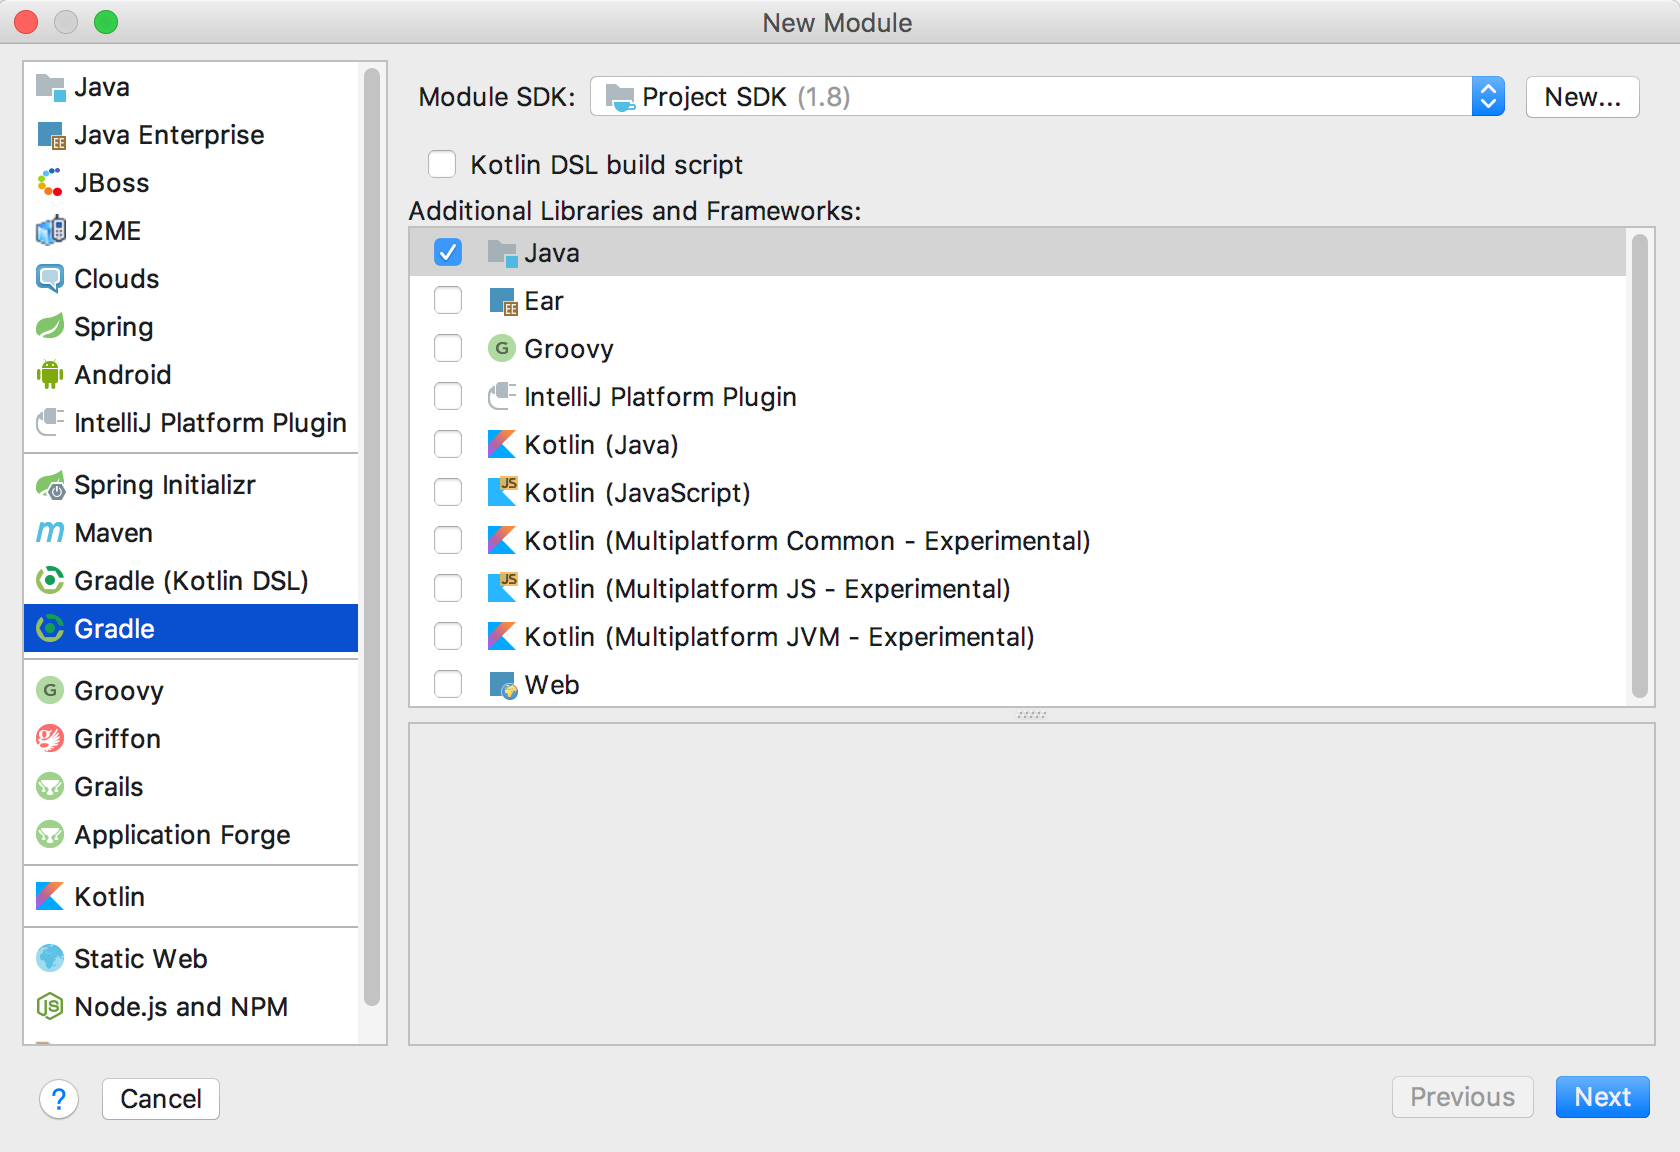 New Module
Java
Java Enterprise
JBoss
J2ME
Clouds
Spring
Android
IntelliJ Platform Plugin
Spring Initializr
Maven
Gradle (Kotlin DSL)
Gradle
Groovy
Griffon
Grails
Application Forge
Kotlin
Static Web
Node.js and NPM
Module SDK: Project SDK (1.8) New...
Kotlin DSL build script
Additional Libraries and Frameworks:
Java
Ear
Groovy
IntelliJ Platform Plugin
Kotlin (Java)
Kotlin (JavaScript)
Kotlin (Multiplatform Common - Experimental)
Kotlin (Multiplatform JS - Experimental)
Kotlin (Multiplatform JVM - Experimental)
Web
? Cancel Previous Next